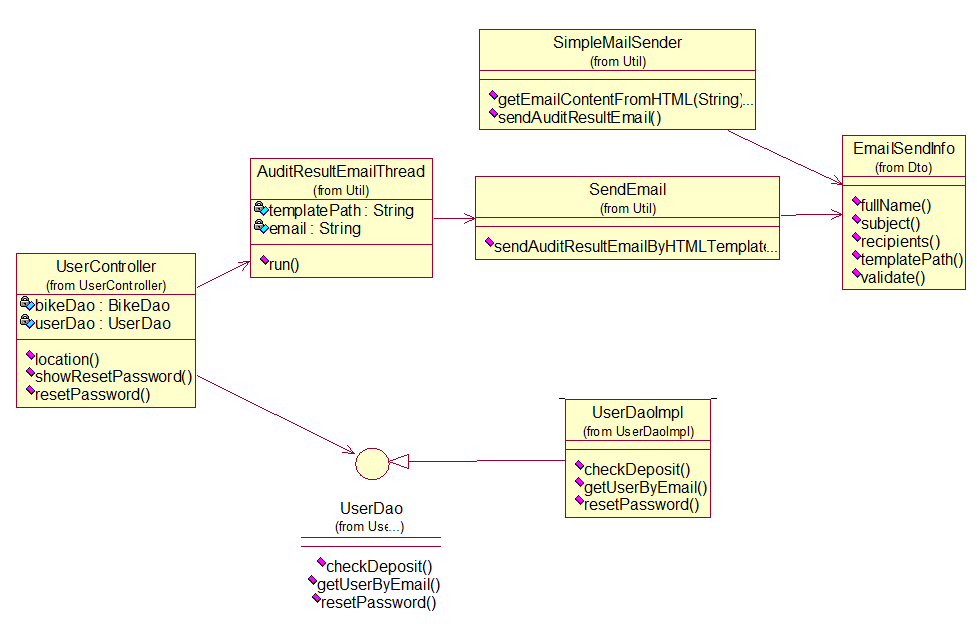 SimpleMailSender
(from Util)
getEmailContentFromHTML(String)...
sendAuditResultEmail()
EmailSendInfo
(from Dto)
fullName()
subject()
recipients()
templatePath()
validate()
AuditResultEmailThread
(from Util)
templatePath : String
email : String
run()
SendEmail
(from Util)
sendAuditResultEmailByHTMLTemplate...
UserController
(from UserController)
bikeDao : BikeDao
userDao : UserDao
location()
showResetPassword()
resetPassword()
UserDaoImpl
(from UserDaoImpl)
checkDeposit()
getUserByEmail()
resetPassword()
UserDao
(from Use...)
checkDeposit()
getUserByEmail()
resetPassword()